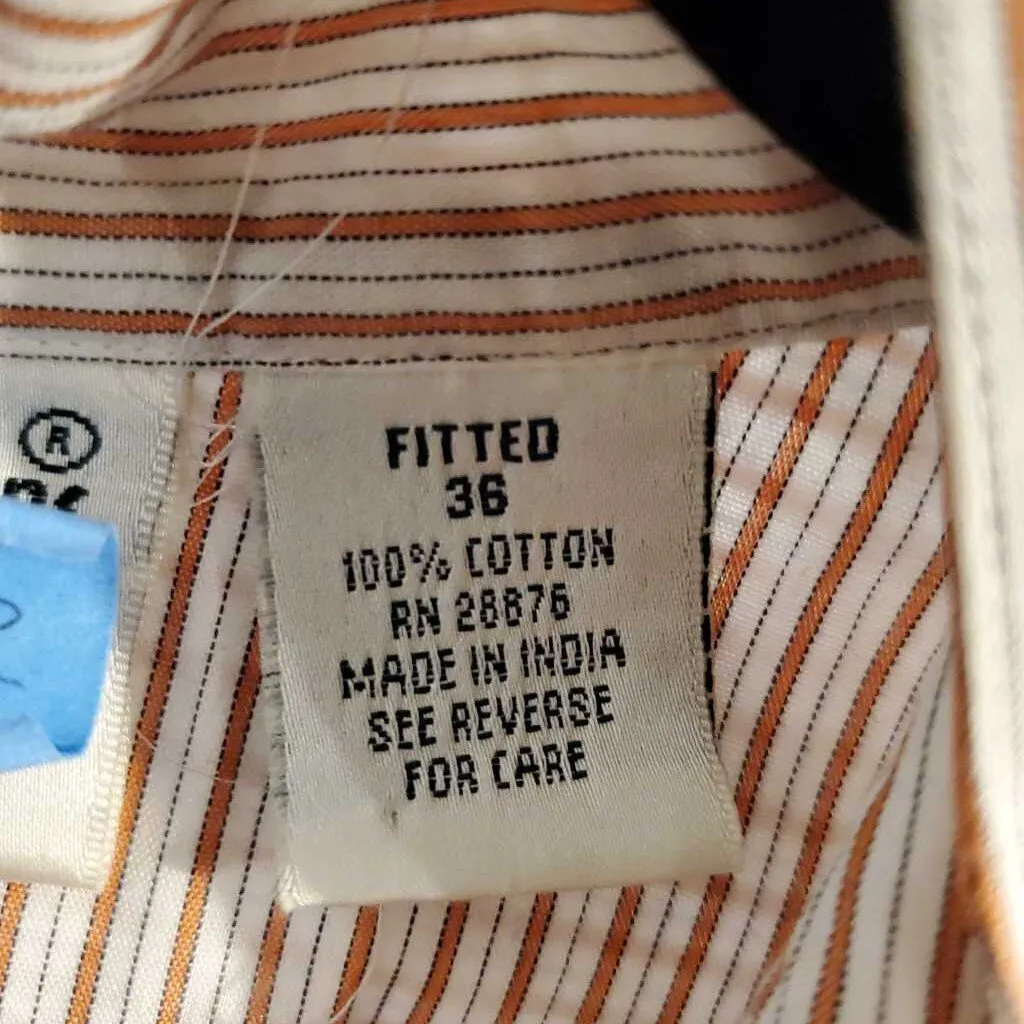 ®
FITTED
36
100% COTTON
RN 28876
MADE IN INDIA
SEE REVERSE
FOR CARE